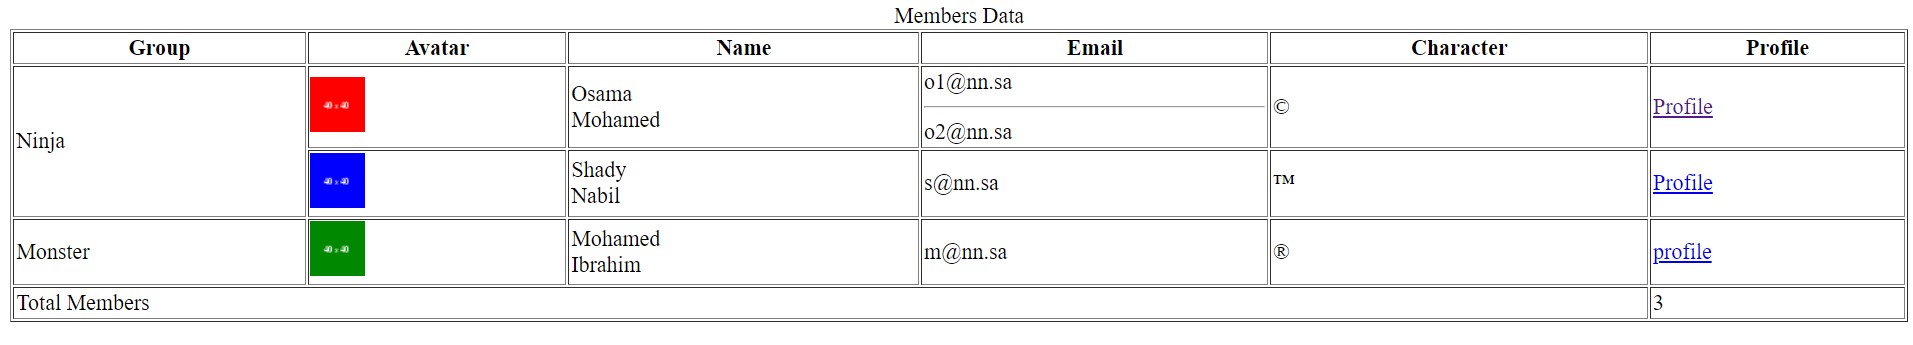 Members Data
Group Avatar Name Email Character Profile
Ninja
40 x 40
Osama
Mohamed
o1@nn.sa
o2@nn.sa
©
Profile
40 x 40
Shady
Nabil
s@nn.sa
™
Profile
Monster
40 x 40
Mohamed
Ibrahim
m@nn.sa
®
profile
Total Members 3